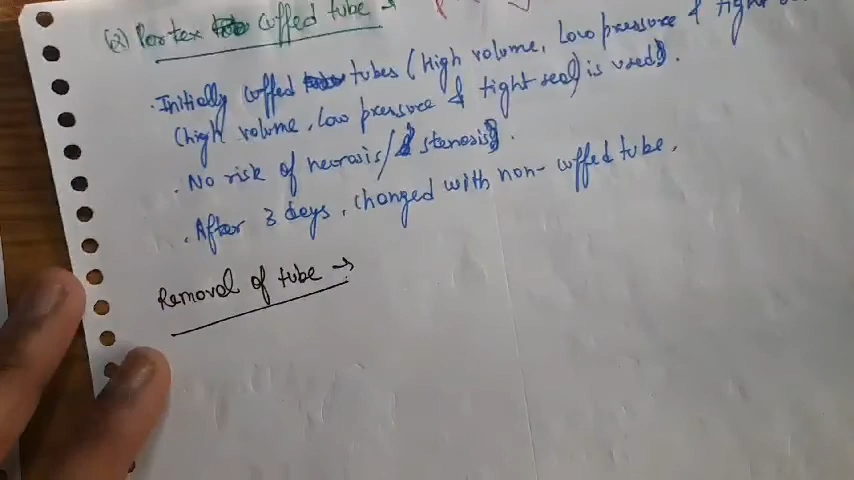 (2) Portex cuffed tube →
. Initially cuffed tubes (High volume, Low pressure & tight
(high volume, low pressure & tight seal) is used).
. No risk of necrosis/ stenosis).
. After 3 days, changed with non-cuffed tube.
Removal of tube →